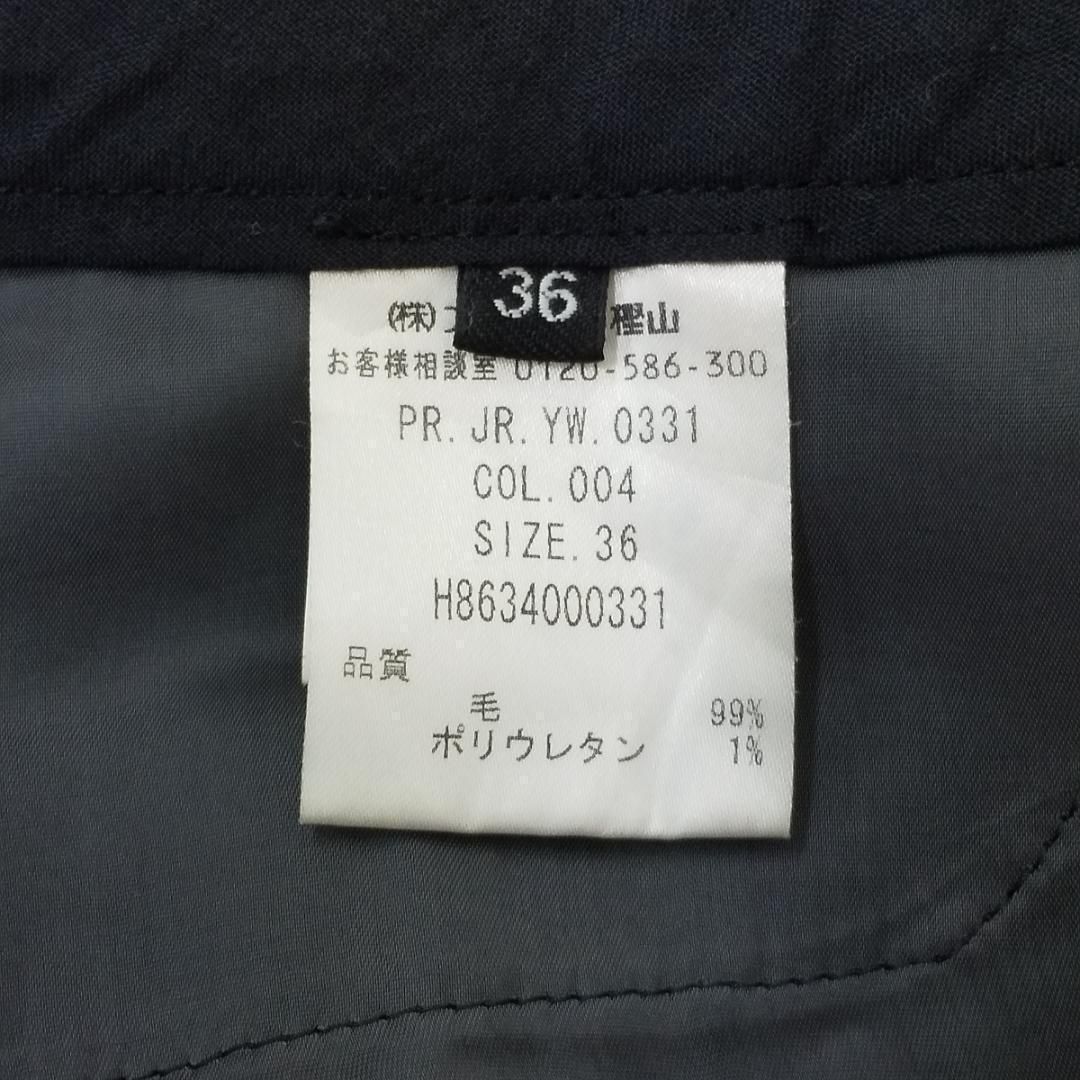 36
(株) 樫山
お客様相談室 0120-586-300
PR. JR. YW. 0331
COL. 004
SIZE. 36
H8634000331
品質
毛 99%
ポリウレタン 1%